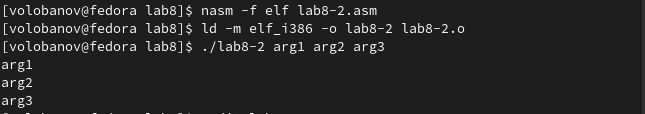 [volobanov@fedora lab8]$ nasm -f elf lab8-2.asm
[volobanov@fedora lab8]$ ld -m elf_i386 -o lab8-2 lab8-2.o
[volobanov@fedora lab8]$ ./lab8-2 arg1 arg2 arg3
arg1
arg2
arg3